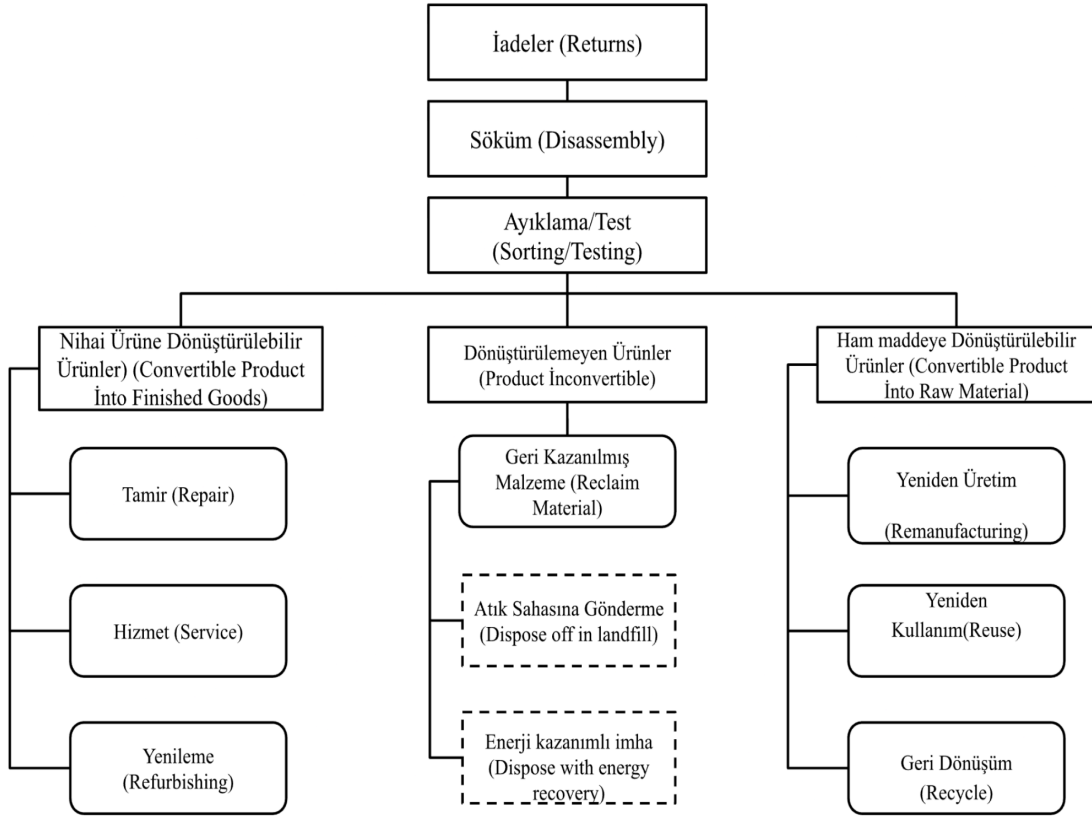 İadeler (Returns)
Söküm (Disassembly)
Ayıklama/Test
(Sorting/Testing)
Nihai Ürüne Dönüştürülebilir
Ürünler) (Convertible Product
İnto Finished Goods)
Tamir (Repair)
Hizmet (Service)
Yenileme
(Refurbishing)
Dönüştürülemeyen Ürünler
(Product İnconvertible)
Geri Kazanılmış
Malzeme (Reclaim
Material)
Atık Sahasına Gönderme
(Dispose off in landfill)
Enerji kazanımlı imha
(Dispose with energy
recovery)
Ham maddeye Dönüştürülebilir
Ürünler (Convertible Product
İnto Raw Material)
Yeniden Üretim
(Remanufacturing)
Yeniden
Kullanım(Reuse)
Geri Dönüşüm
(Recycle)